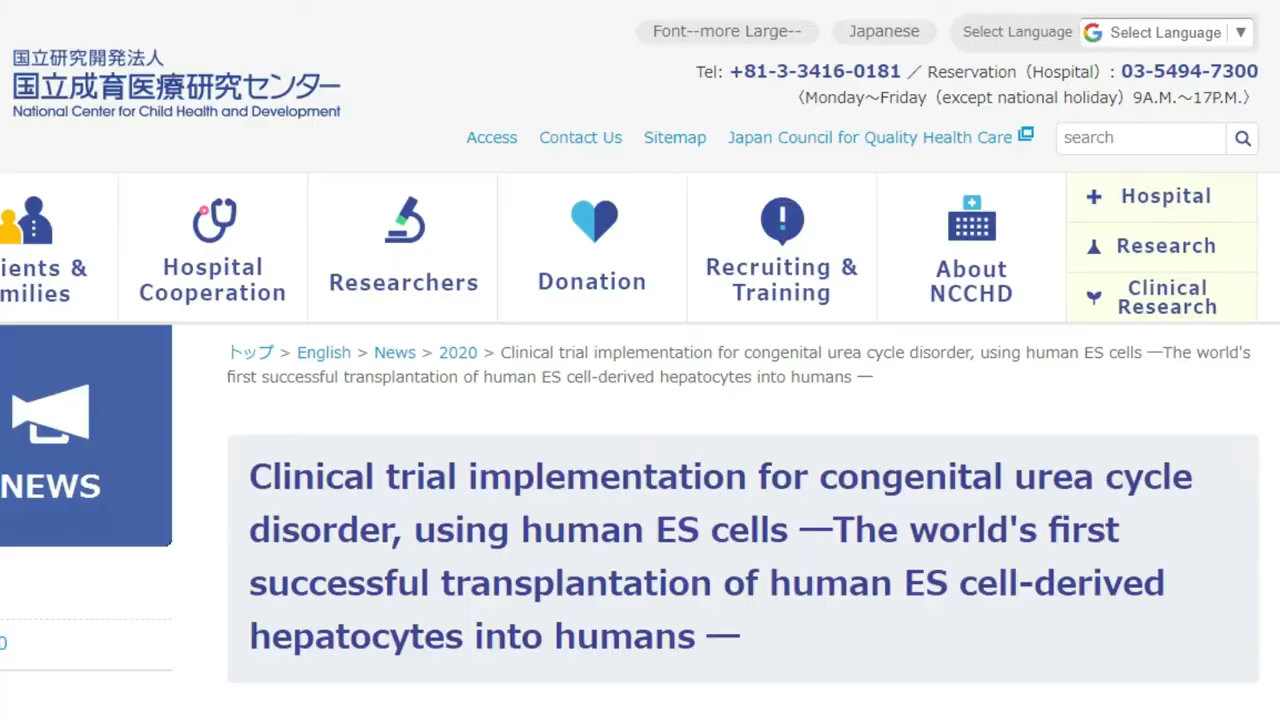 Font--more Large--
Japanese
Select Language
Select Language ▼
国立研究開発法人
国立成育医療研究センター
National Center for Child Health and Development
Tel: +81-3-3416-0181 ／ Reservation（Hospital）: 03-5494-7300
〈Monday～Friday（except national holiday）9A.M.～17P.M.〉
Access
Contact Us
Sitemap
Japan Council for Quality Health Care
search
ients &
milies
Hospital
Cooperation
Researchers
Donation
Recruiting &
Training
About
NCCHD
Hospital
Research
Clinical
Research
トップ > English > News > 2020 > Clinical trial implementation for congenital urea cycle disorder, using human ES cells —The world's
first successful transplantation of human ES cell-derived hepatocytes into humans —
NEWS
Clinical trial implementation for congenital urea cycle
disorder, using human ES cells —The world's first
successful transplantation of human ES cell-derived
hepatocytes into humans —
0